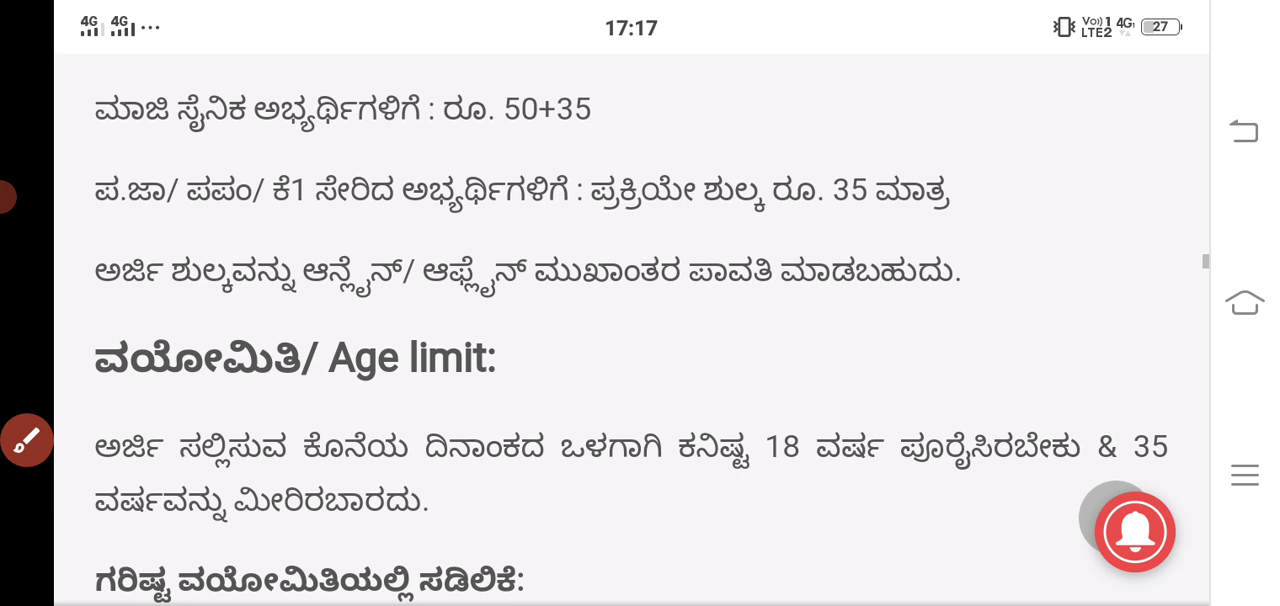 4G 4G ... 17:17 Vo)) 1 LTE2 4G 27
ಮಾಜಿ ಸೈನಿಕ ಅಭ್ಯರ್ಥಿಗಳಿಗೆ : ರೂ. 50+35
ಪ.ಜಾ/ ಪಪಂ/ ಕೆ1 ಸೇರಿದ ಅಭ್ಯರ್ಥಿಗಳಿಗೆ : ಪ್ರಕ್ರಿಯೇ ಶುಲ್ಕ ರೂ. 35 ಮಾತ್ರ
ಅರ್ಜಿ ಶುಲ್ಕವನ್ನು ಆನ್ಲೈನ್/ ಆಫ್ಲೈನ್ ಮುಖಾಂತರ ಪಾವತಿ ಮಾಡಬಹುದು.
ವಯೋಮಿತಿ/ Age limit:
ಅರ್ಜಿ ಸಲ್ಲಿಸುವ ಕೊನೆಯ ದಿನಾಂಕದ ಒಳಗಾಗಿ ಕನಿಷ್ಟ 18 ವರ್ಷ ಪೂರೈಸಿರಬೇಕು & 35
ವರ್ಷವನ್ನು ಮೀರಿರಬಾರದು.
ಗರಿಷ್ಟ ವಯೋಮಿತಿಯಲ್ಲಿ ಸಡಿಲಿಕೆ: